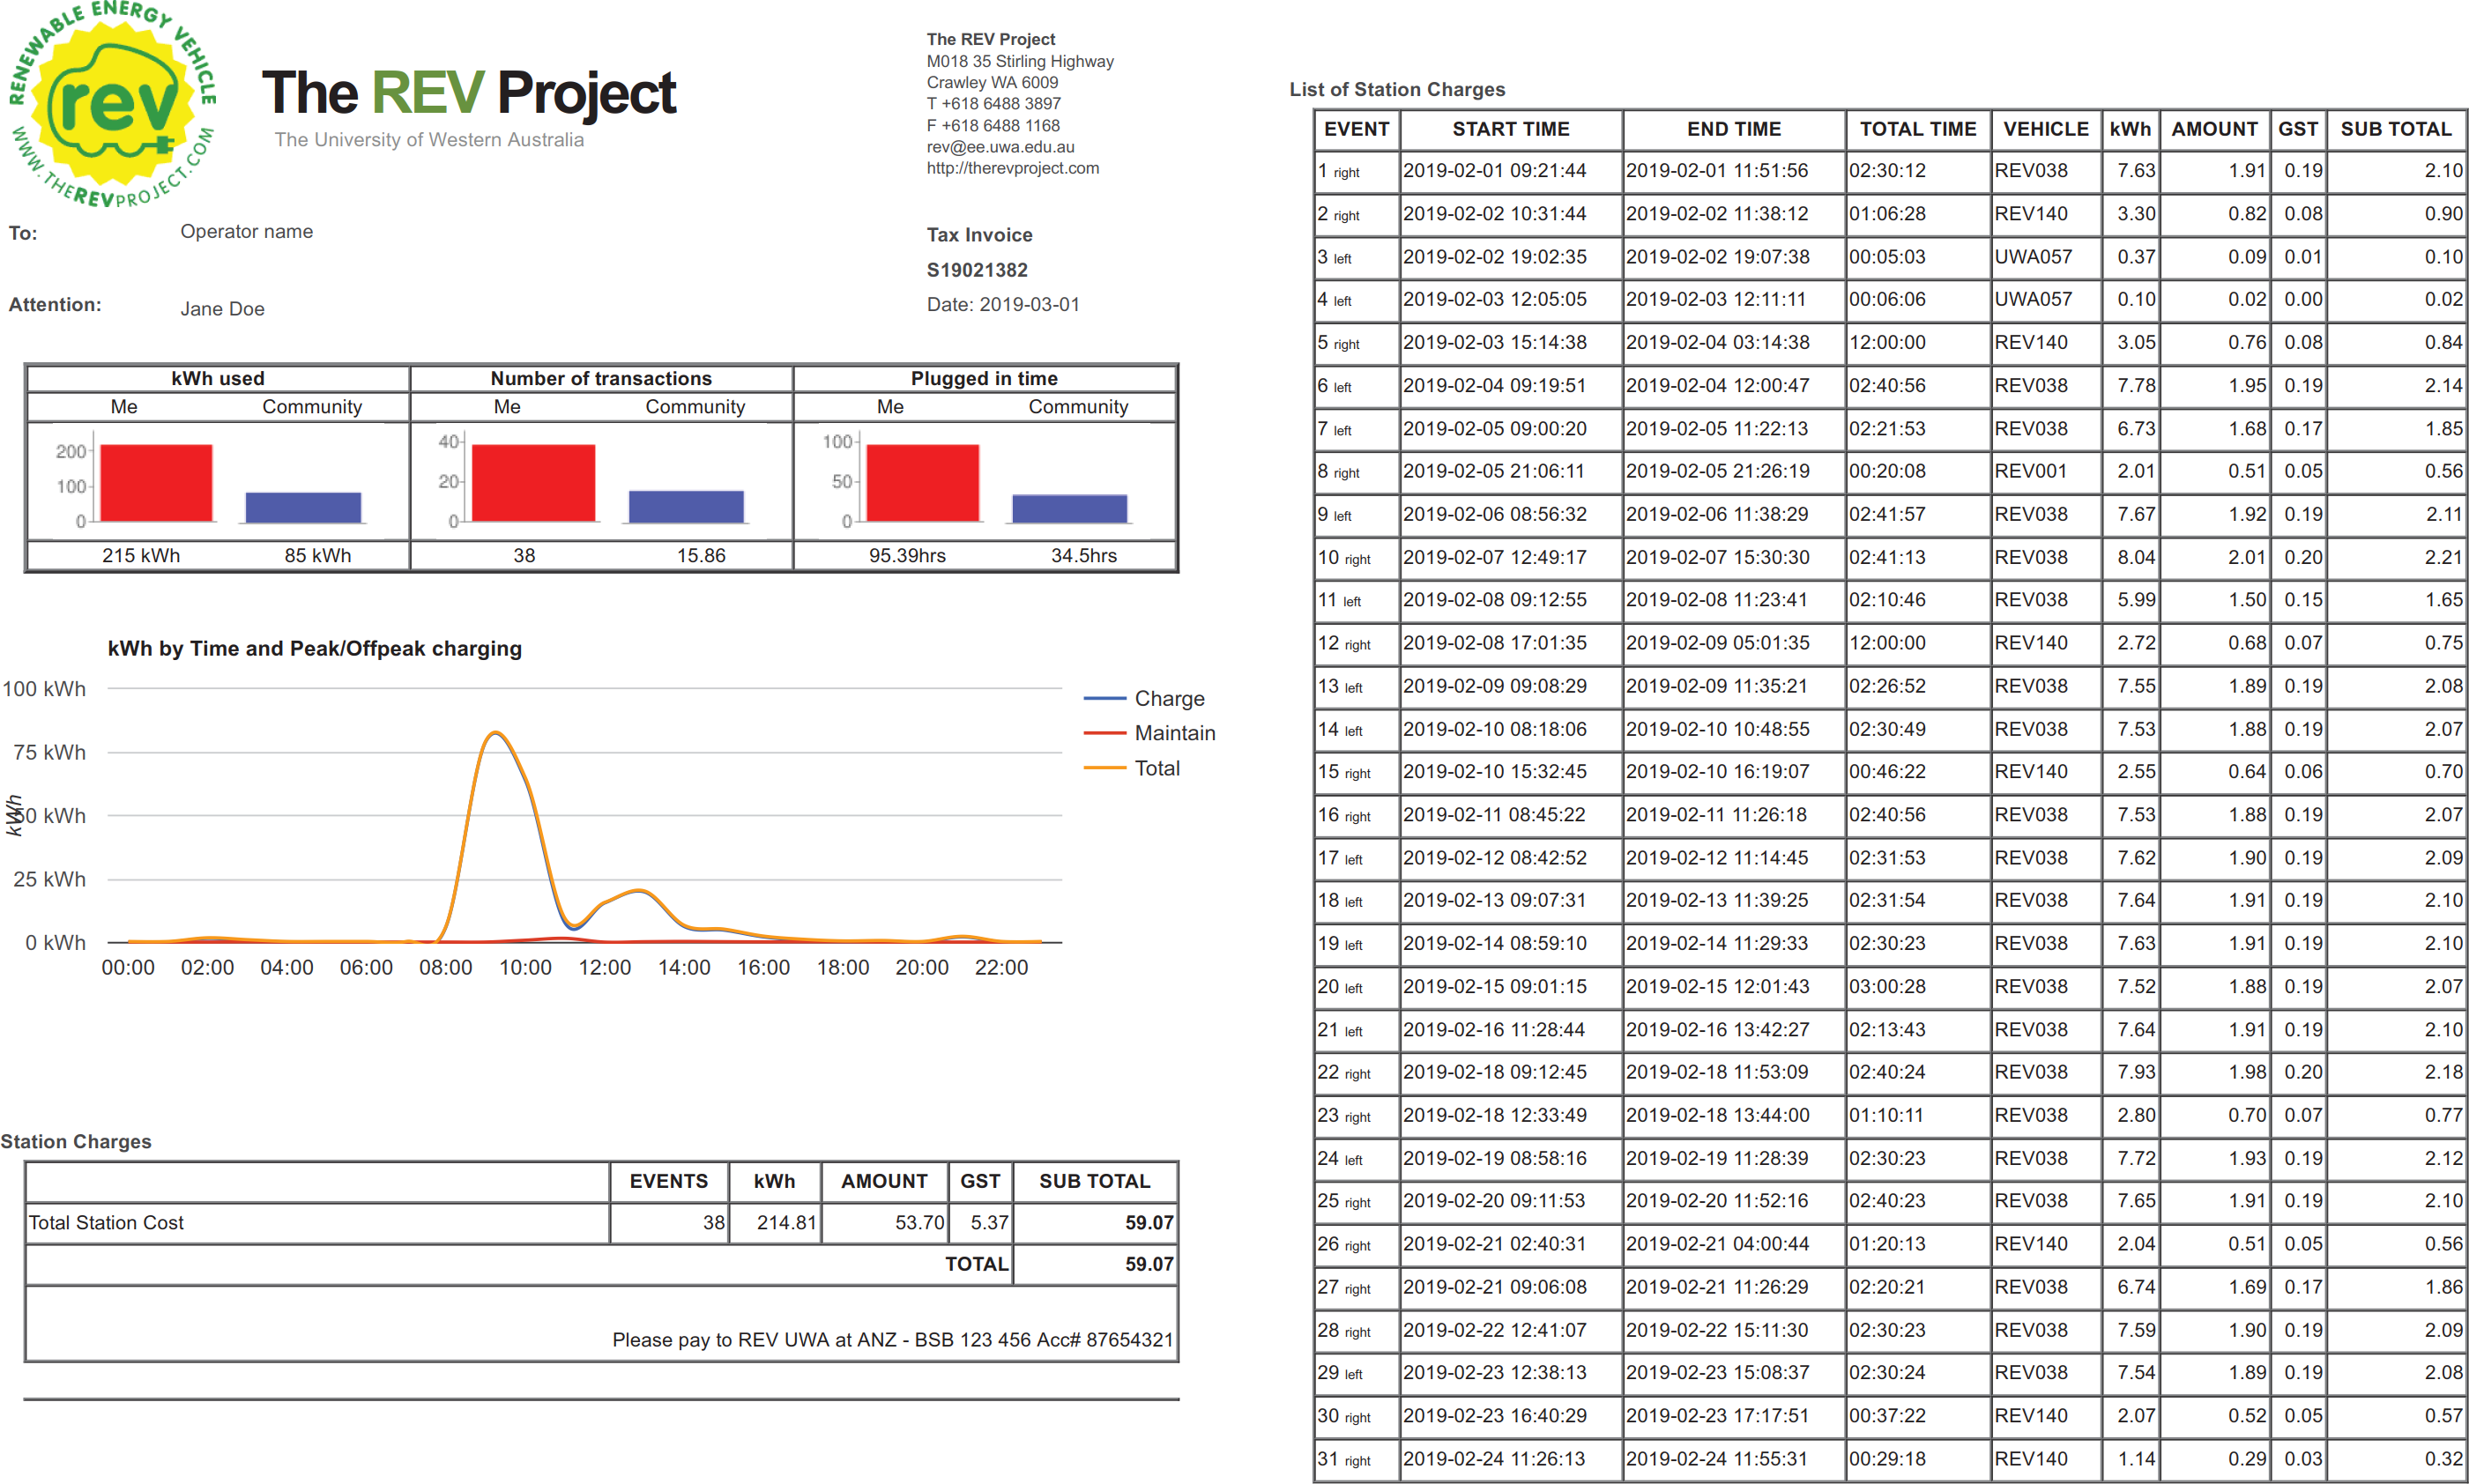 RENEWABLE ENERGY VEHICLE
rev
WWW.THEREVPROJECT.COM
The REV Project
The University of Western Australia
The REV Project
M018 35 Stirling Highway
Crawley WA 6009
T +618 6488 3897
F +618 6488 1168
rev@ee.uwa.edu.au
http://therevproject.com
To: Operator name
Attention: Jane Doe
Tax Invoice
S19021382
Date: 2019-03-01
kWh used Number of transactions Plugged in time
Me Community Me Community Me Community
200 100 0 40 20 0 100 50 0
215 kWh 85 kWh 38 15.86 95.39hrs 34.5hrs
kWh by Time and Peak/Offpeak charging
100 kWh
75 kWh
50 kWh
25 kWh
0 kWh
kWh
00:00 02:00 04:00 06:00 08:00 10:00 12:00 14:00 16:00 18:00 20:00 22:00
Charge
Maintain
Total
Station Charges
EVENTS kWh AMOUNT GST SUB TOTAL
Total Station Cost 38 214.81 53.70 5.37 59.07
TOTAL 59.07
Please pay to REV UWA at ANZ - BSB 123 456 Acc# 87654321
List of Station Charges
EVENT START TIME END TIME TOTAL TIME VEHICLE kWh AMOUNT GST SUB TOTAL
1 right 2019-02-01 09:21:44 2019-02-01 11:51:56 02:30:12 REV038 7.63 1.91 0.19 2.10
2 right 2019-02-02 10:31:44 2019-02-02 11:38:12 01:06:28 REV140 3.30 0.82 0.08 0.90
3 left 2019-02-02 19:02:35 2019-02-02 19:07:38 00:05:03 UWA057 0.37 0.09 0.01 0.10
4 left 2019-02-03 12:05:05 2019-02-03 12:11:11 00:06:06 UWA057 0.10 0.02 0.00 0.02
5 right 2019-02-03 15:14:38 2019-02-04 03:14:38 12:00:00 REV140 3.05 0.76 0.08 0.84
6 left 2019-02-04 09:19:51 2019-02-04 12:00:47 02:40:56 REV038 7.78 1.95 0.19 2.14
7 left 2019-02-05 09:00:20 2019-02-05 11:22:13 02:21:53 REV038 6.73 1.68 0.17 1.85
8 right 2019-02-05 21:06:11 2019-02-05 21:26:19 00:20:08 REV001 2.01 0.51 0.05 0.56
9 left 2019-02-06 08:56:32 2019-02-06 11:38:29 02:41:57 REV038 7.67 1.92 0.19 2.11
10 right 2019-02-07 12:49:17 2019-02-07 15:30:30 02:41:13 REV038 8.04 2.01 0.20 2.21
11 left 2019-02-08 09:12:55 2019-02-08 11:23:41 02:10:46 REV038 5.99 1.50 0.15 1.65
12 right 2019-02-08 17:01:35 2019-02-09 05:01:35 12:00:00 REV140 2.72 0.68 0.07 0.75
13 left 2019-02-09 09:08:29 2019-02-09 11:35:21 02:26:52 REV038 7.55 1.89 0.19 2.08
14 left 2019-02-10 08:18:06 2019-02-10 10:48:55 02:30:49 REV038 7.53 1.88 0.19 2.07
15 right 2019-02-10 15:32:45 2019-02-10 16:19:07 00:46:22 REV140 2.55 0.64 0.06 0.70
16 right 2019-02-11 08:45:22 2019-02-11 11:26:18 02:40:56 REV038 7.53 1.88 0.19 2.07
17 left 2019-02-12 08:42:52 2019-02-12 11:14:45 02:31:53 REV038 7.62 1.90 0.19 2.09
18 left 2019-02-13 09:07:31 2019-02-13 11:39:25 02:31:54 REV038 7.64 1.91 0.19 2.10
19 left 2019-02-14 08:59:10 2019-02-14 11:29:33 02:30:23 REV038 7.63 1.91 0.19 2.10
20 left 2019-02-15 09:01:15 2019-02-15 12:01:43 03:00:28 REV038 7.52 1.88 0.19 2.07
21 left 2019-02-16 11:28:44 2019-02-16 13:42:27 02:13:43 REV038 7.64 1.91 0.19 2.10
22 right 2019-02-18 09:12:45 2019-02-18 11:53:09 02:40:24 REV038 7.93 1.98 0.20 2.18
23 right 2019-02-18 12:33:49 2019-02-18 13:44:00 01:10:11 REV038 2.80 0.70 0.07 0.77
24 left 2019-02-19 08:58:16 2019-02-19 11:28:39 02:30:23 REV038 7.72 1.93 0.19 2.12
25 right 2019-02-20 09:11:53 2019-02-20 11:52:16 02:40:23 REV038 7.65 1.91 0.19 2.10
26 right 2019-02-21 02:40:31 2019-02-21 04:00:44 01:20:13 REV140 2.04 0.51 0.05 0.56
27 right 2019-02-21 09:06:08 2019-02-21 11:26:29 02:20:21 REV038 6.74 1.69 0.17 1.86
28 right 2019-02-22 12:41:07 2019-02-22 15:11:30 02:30:23 REV038 7.59 1.90 0.19 2.09
29 left 2019-02-23 12:38:13 2019-02-23 15:08:37 02:30:24 REV038 7.54 1.89 0.19 2.08
30 right 2019-02-23 16:40:29 2019-02-23 17:17:51 00:37:22 REV140 2.07 0.52 0.05 0.57
31 right 2019-02-24 11:26:13 2019-02-24 11:55:31 00:29:18 REV140 1.14 0.29 0.03 0.32